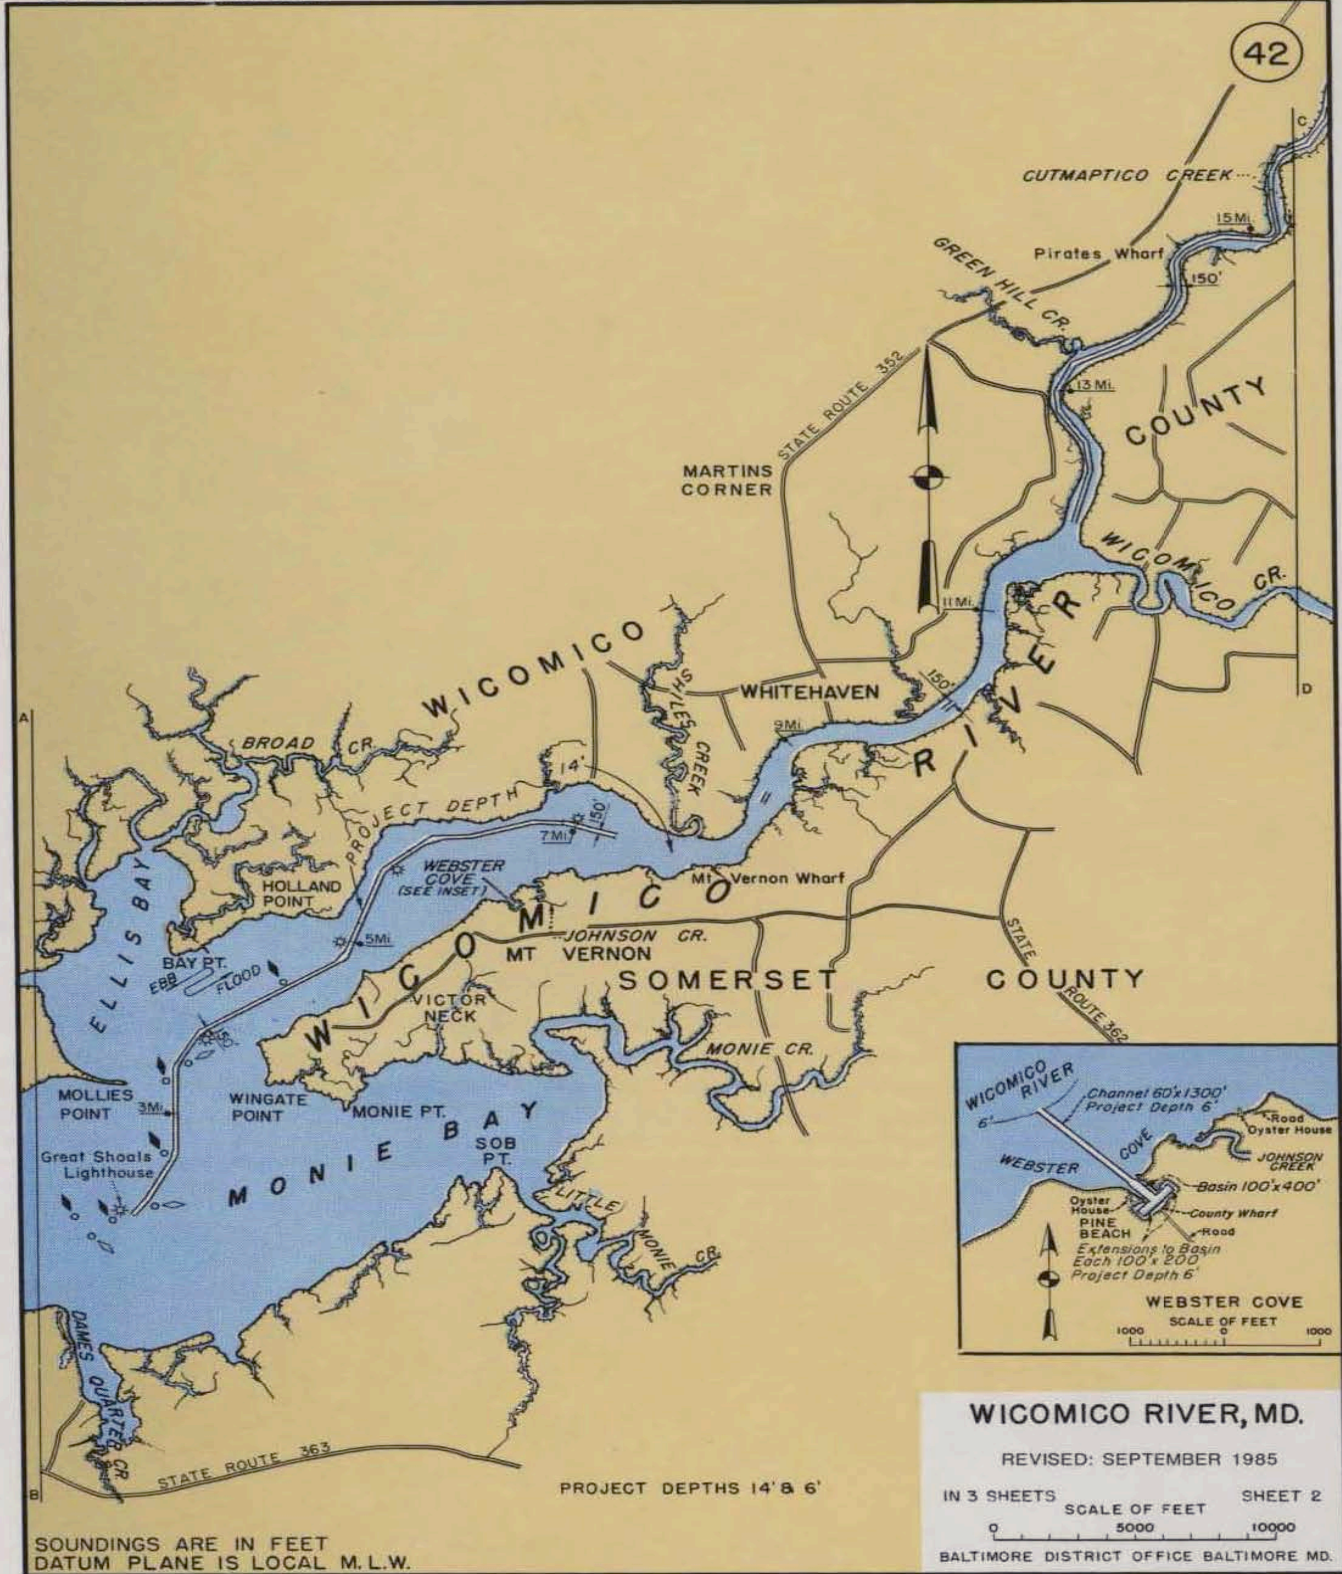 42
C
CUTMAPTICO CREEK
15 Mi.
Pirates Wharf
GREEN HILL CR.
150'
STATE ROUTE 352
13 Mi.
COUNTY
MARTINS
CORNER
WICOMICO CR.
11 Mi.
D
WICOMICO
SHILES CREEK
WHITEHAVEN
150'
9 Mi.
A
BROAD CR.
14'
PROJECT DEPTH
150'
7 Mi.
WEBSTER
COVE
(SEE INSET)
Mt Vernon Wharf
HOLLAND
POINT
WICOMICO RIVER
ELLIS BAY
5 Mi.
JOHNSON CR.
MT VERNON
STATE ROUTE 362
BAY PT.
EBB
FLOOD
SOMERSET COUNTY
VICTOR
NECK
150'
MONIE CR.
MOLLIES
POINT
3 Mi.
WINGATE
POINT
MONIE PT.
MONIE BAY
SOB
PT.
Great Shoals
Lighthouse
LITTLE MONIE CR.
DAMES QUARTER CR.
STATE ROUTE 363
B
PROJECT DEPTHS 14' & 6'
SOUNDINGS ARE IN FEET
DATUM PLANE IS LOCAL M.L.W.
WICOMICO
RIVER
6'
Channel 60'x1300'
Project Depth 6'
Road
Oyster House
COVE
WEBSTER
JOHNSON
CREEK
Basin 100'x400'
Oyster
House
County Wharf
PINE
BEACH
Road
Extensions to Basin
Each 100'x 200'
Project Depth 6'
WEBSTER COVE
SCALE OF FEET
1000 0 1000
WICOMICO RIVER, MD.
REVISED: SEPTEMBER 1985
IN 3 SHEETS SHEET 2
SCALE OF FEET
0 5000 10000
BALTIMORE DISTRICT OFFICE BALTIMORE MD.